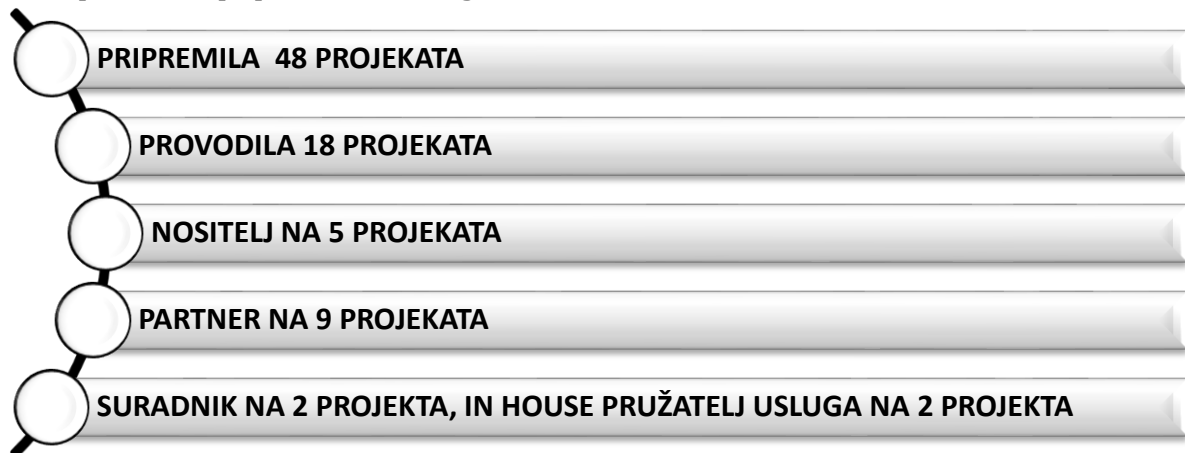 PRIPREMILA 48 PROJEKATA
PROVODILA 18 PROJEKATA
NOSITELJ NA 5 PROJEKATA
PARTNER NA 9 PROJEKATA
SURADNIK NA 2 PROJEKTA, IN HOUSE PRUŽATELJ USLUGA NA 2 PROJEKTA